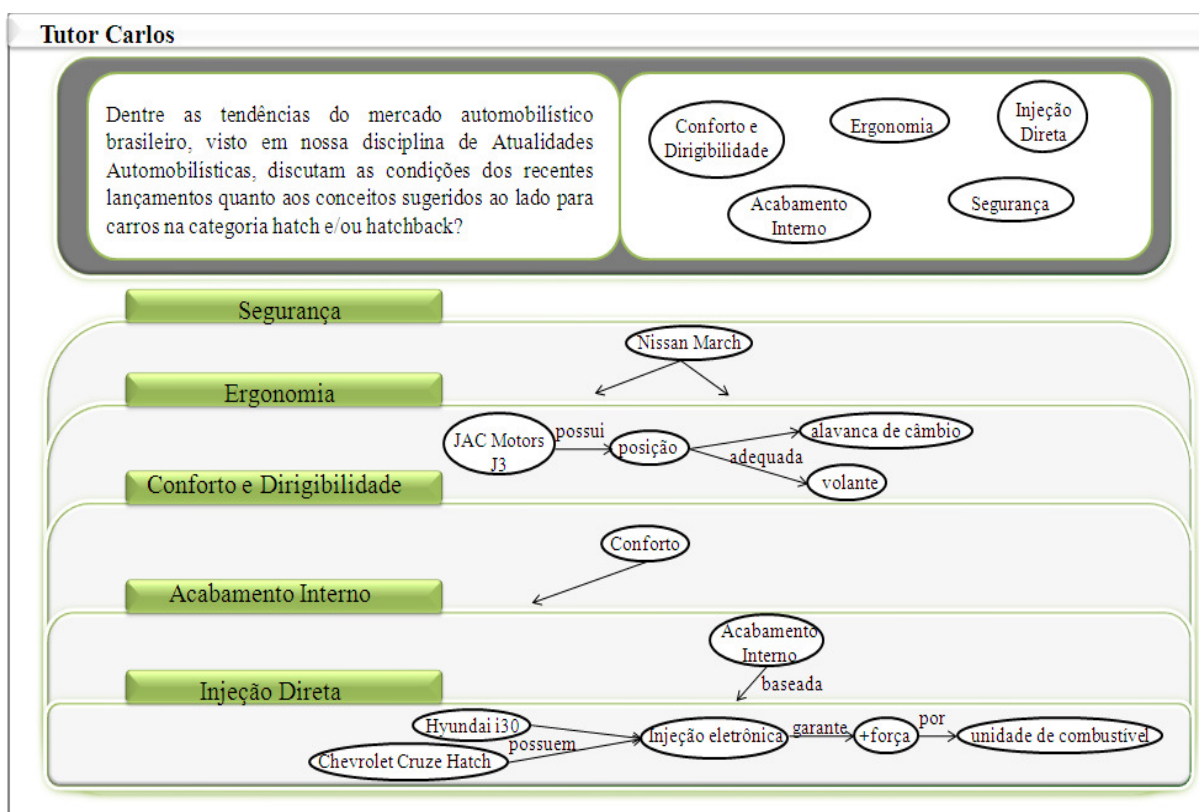 Tutor Carlos
Dentre as tendências do mercado automobilístico
brasileiro, visto em nossa disciplina de Atualidades
Automobilísticas, discutam as condições dos recentes
lançamentos quanto aos conceitos sugeridos ao lado para
carros na categoria hatch e/ou hatchback?
Conforto e
Dirigibilidade
Ergonomia
Injeção
Direta
Acabamento
Interno
Segurança
Segurança
Nissan March
Ergonomia
JAC Motors
J3
possui
posição
adequada
alavanca de câmbio
volante
Conforto e Dirigibilidade
Conforto
Acabamento Interno
Acabamento
Interno
baseada
Injeção Direta
Hyundai i30
Chevrolet Cruze Hatch
possuem
Injeção eletrônica
garante
+força
por
unidade de combustível